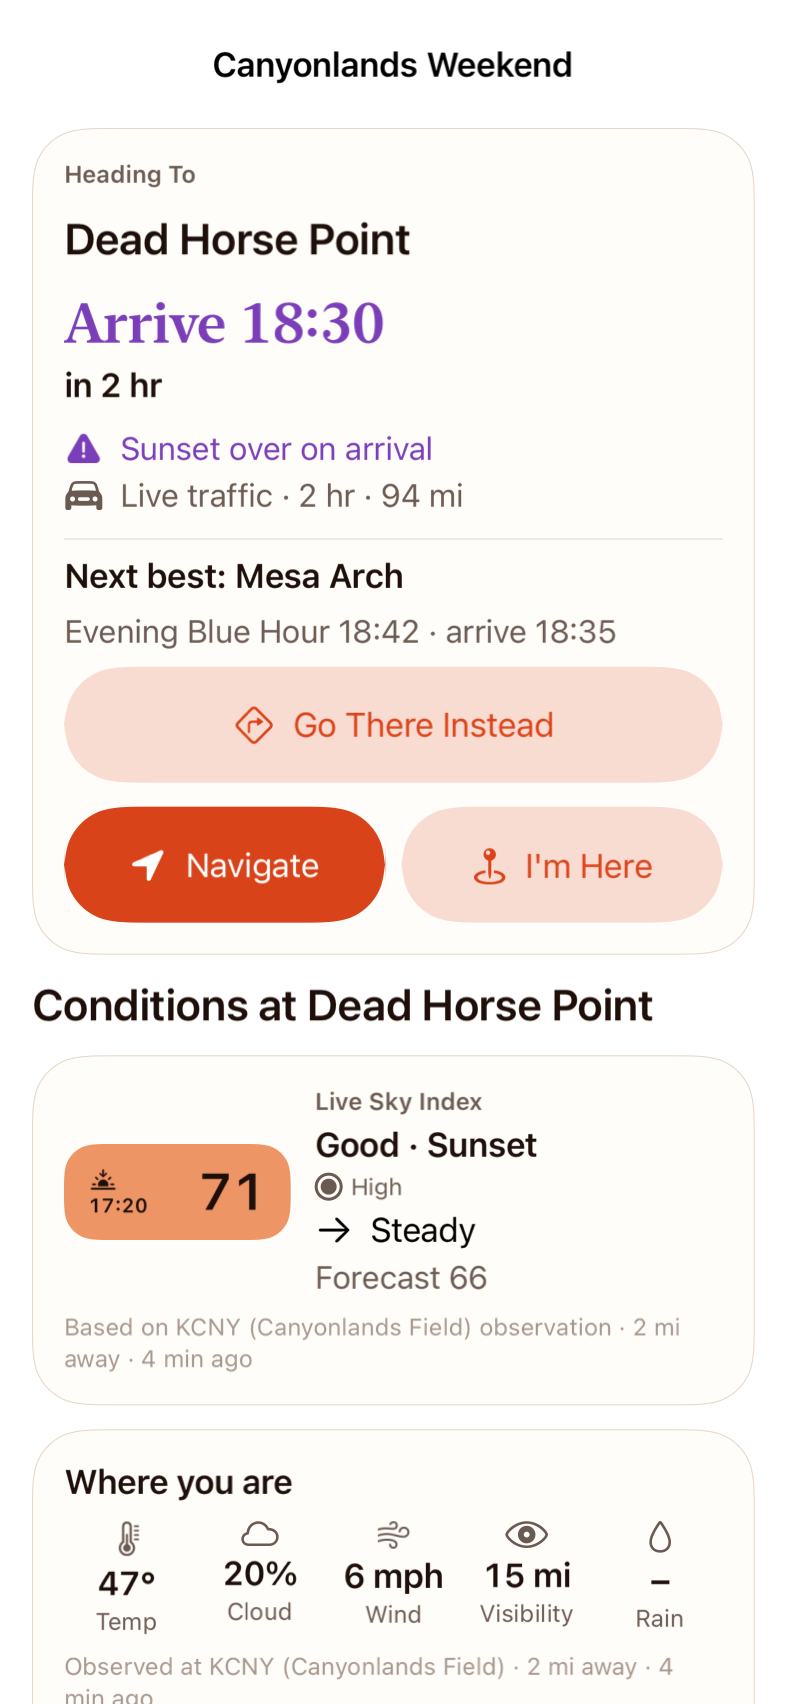 Canyonlands Weekend
Heading To
Dead Horse Point
Arrive 18:30
in 2 hr
Sunset over on arrival
Live traffic · 2 hr · 94 mi
Next best: Mesa Arch
Evening Blue Hour 18:42 · arrive 18:35
Go There Instead
Navigate
I'm Here
Conditions at Dead Horse Point
Live Sky Index
Good · Sunset
High
17:20
71
→ Steady
Forecast 66
Based on KCNY (Canyonlands Field) observation · 2 mi
away · 4 min ago
Where you are
47° 20% 6 mph 15 mi –
Temp Cloud Wind Visibility Rain
Observed at KCNY (Canyonlands Field) · 2 mi away · 4
min ago